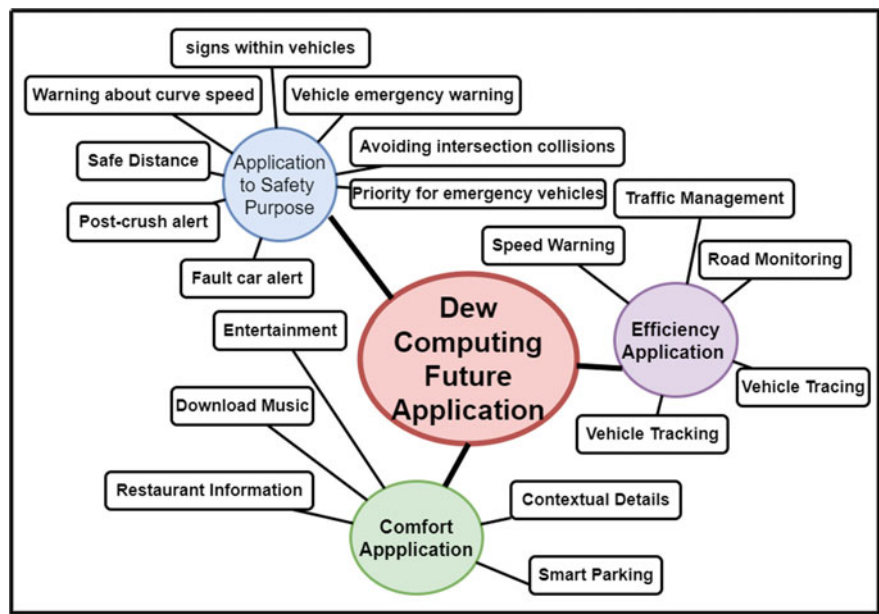 signs within vehicles
Warning about curve speed
Vehicle emergency warning
Safe Distance
Application
to Safety
Purpose
Avoiding intersection collisions
Priority for emergency vehicles
Post-crush alert
Fault car alert
Traffic Management
Speed Warning
Road Monitoring
Efficiency
Application
Vehicle Tracing
Vehicle Tracking
Dew
Computing
Future
Application
Entertainment
Download Music
Restaurant Information
Comfort
Appplication
Contextual Details
Smart Parking